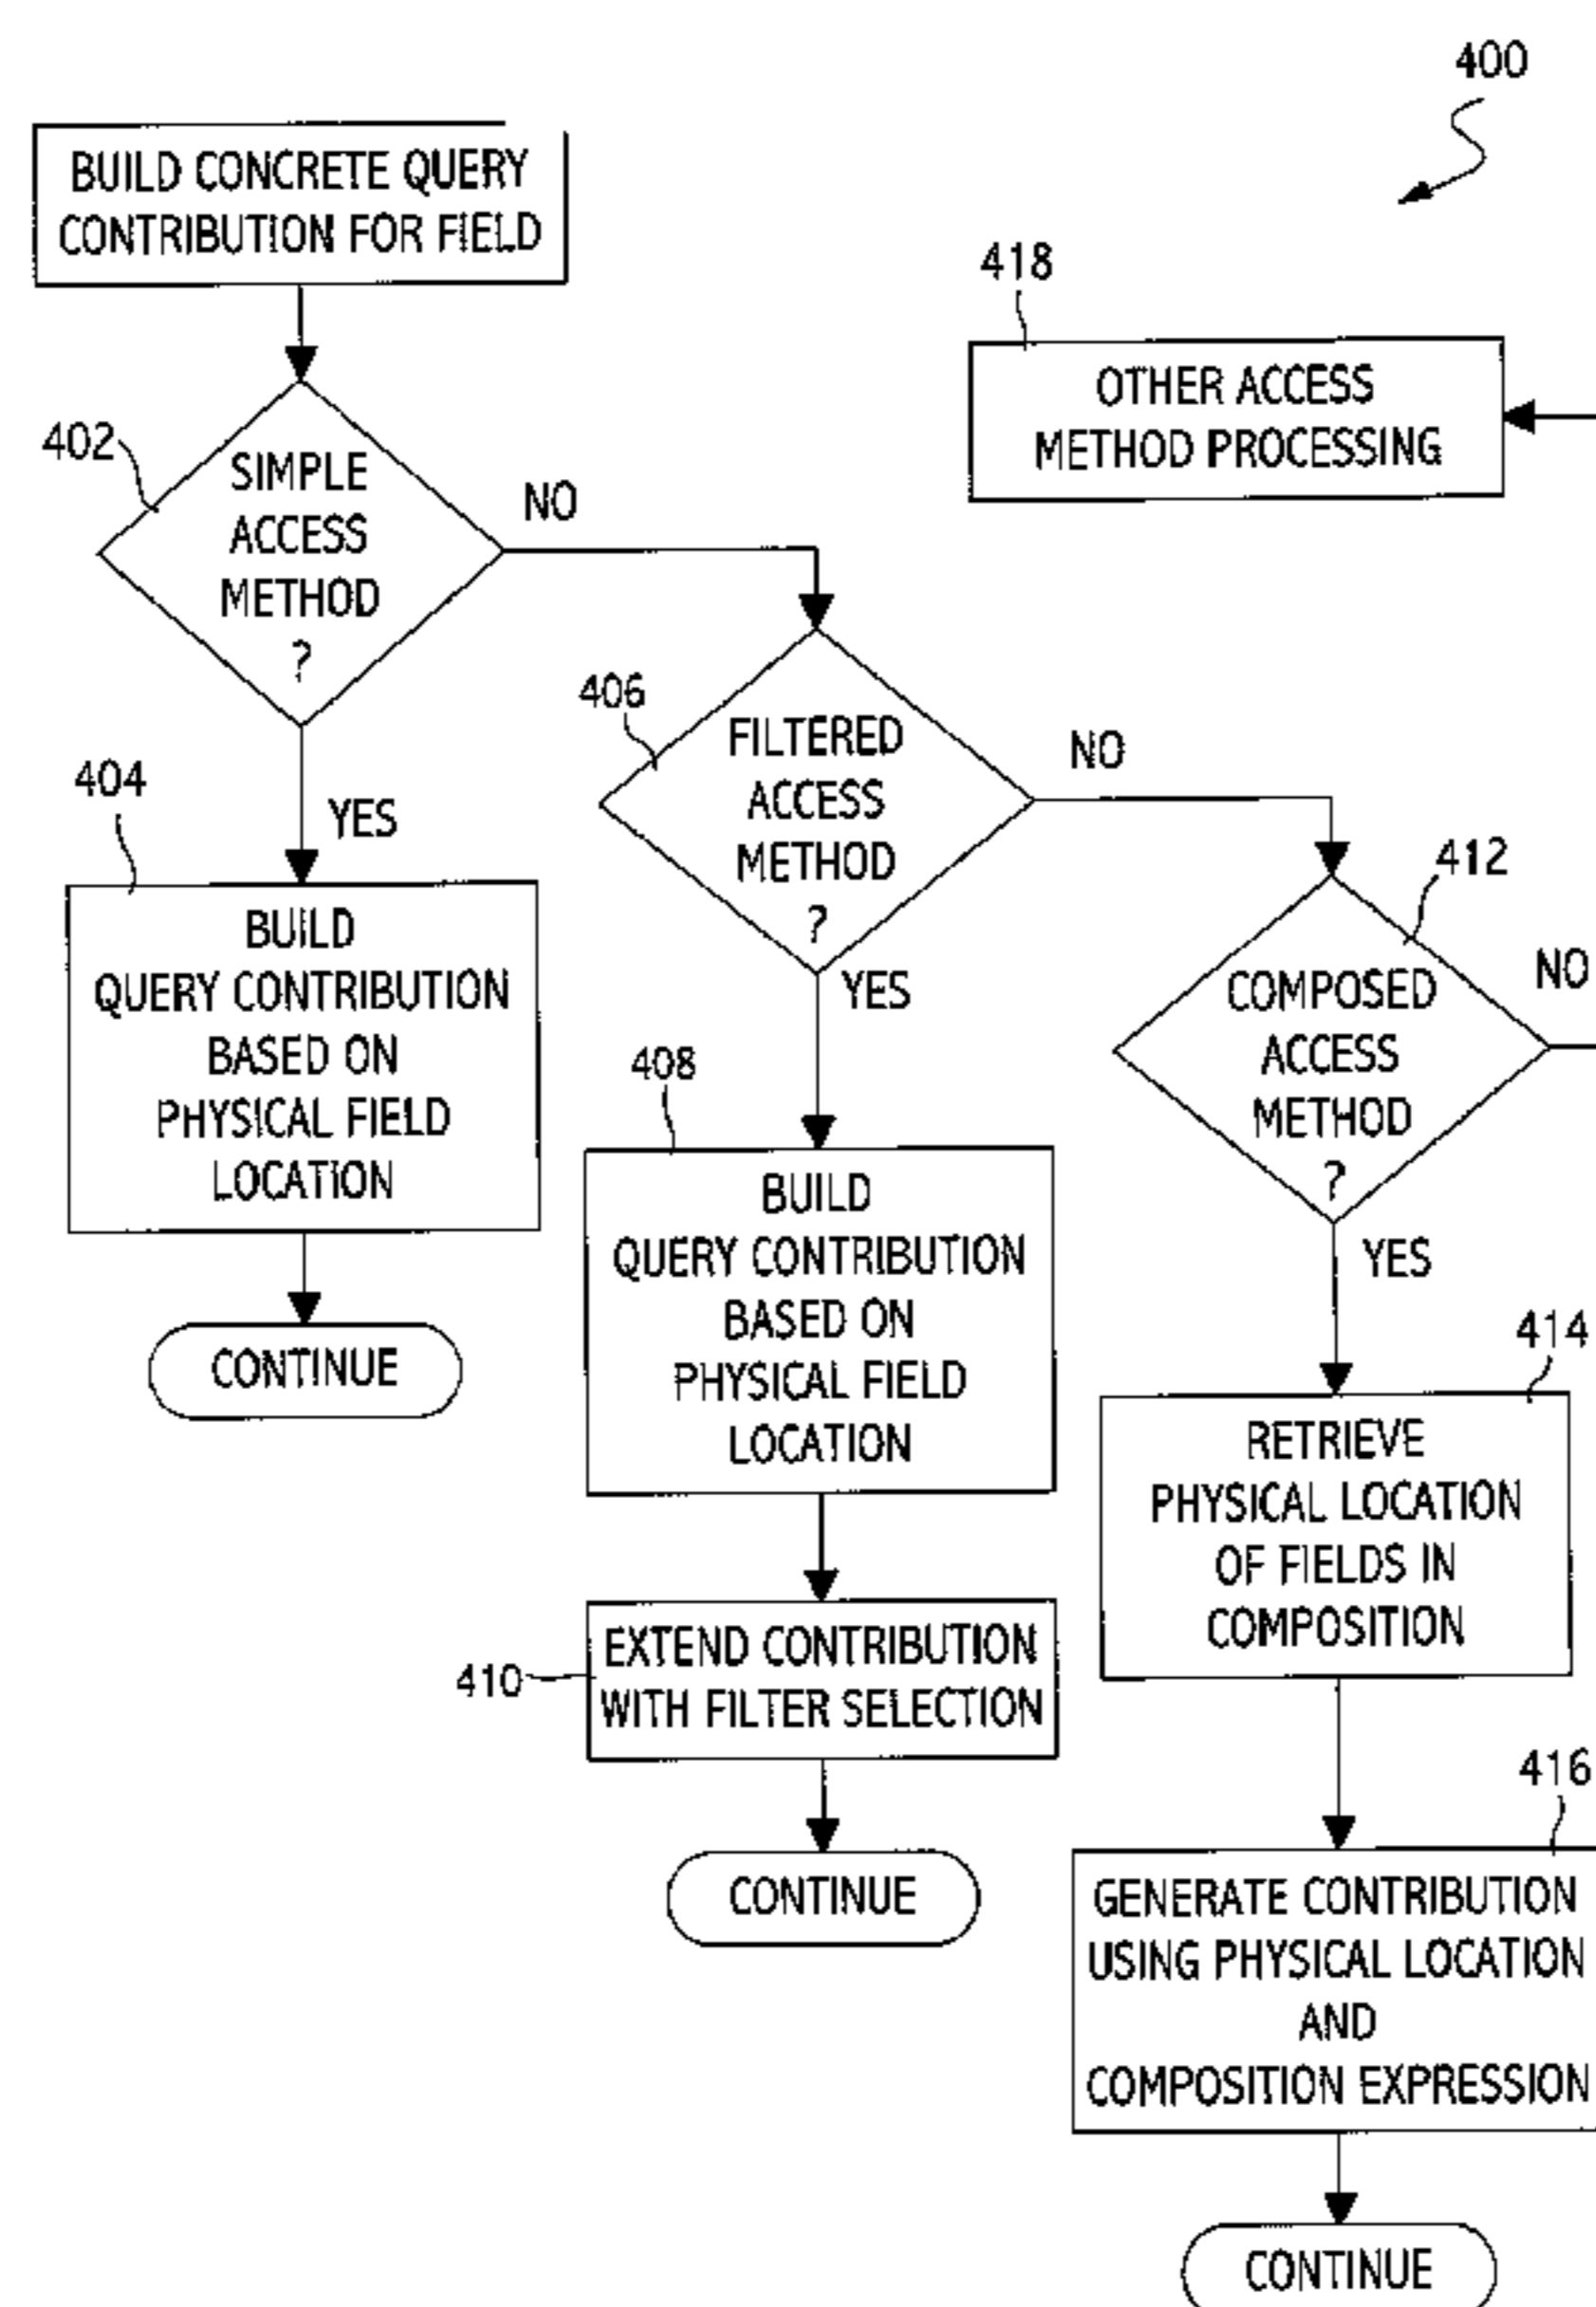 400
BUILD CONCRETE QUERY
CONTRIBUTION FOR FIELD
418
OTHER ACCESS
METHOD PROCESSING
402
SIMPLE
ACCESS
METHOD
?
NO
YES
404
BUILD
QUERY CONTRIBUTION
BASED ON
PHYSICAL FIELD
LOCATION
CONTINUE
406
FILTERED
ACCESS
METHOD
?
NO
YES
408
BUILD
QUERY CONTRIBUTION
BASED ON
PHYSICAL FIELD
LOCATION
410
EXTEND CONTRIBUTION
WITH FILTER SELECTION
CONTINUE
412
COMPOSED
ACCESS
METHOD
?
NO
YES
414
RETRIEVE
PHYSICAL LOCATION
OF FIELDS IN
COMPOSITION
416
GENERATE CONTRIBUTION
USING PHYSICAL LOCATION
AND
COMPOSITION EXPRESSION
CONTINUE